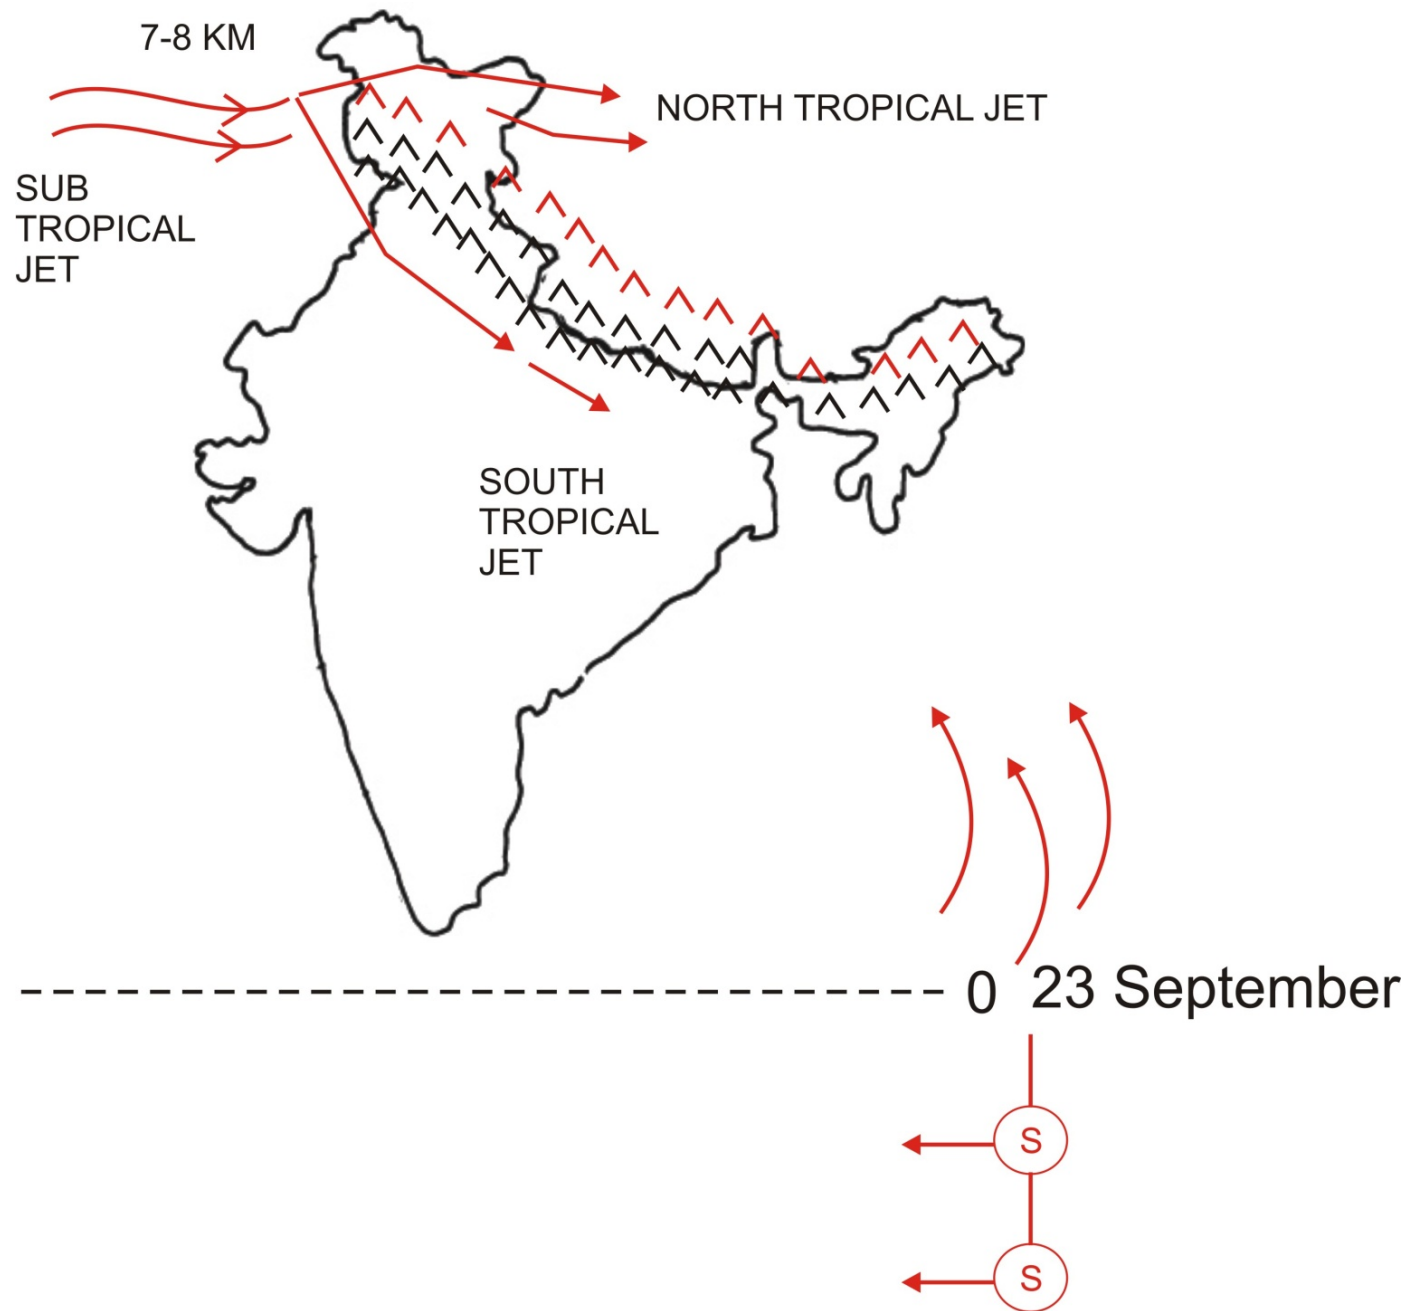 7-8 KM
NORTH TROPICAL JET
SUB
TROPICAL
JET
SOUTH
TROPICAL
JET
0 23 September
S
S